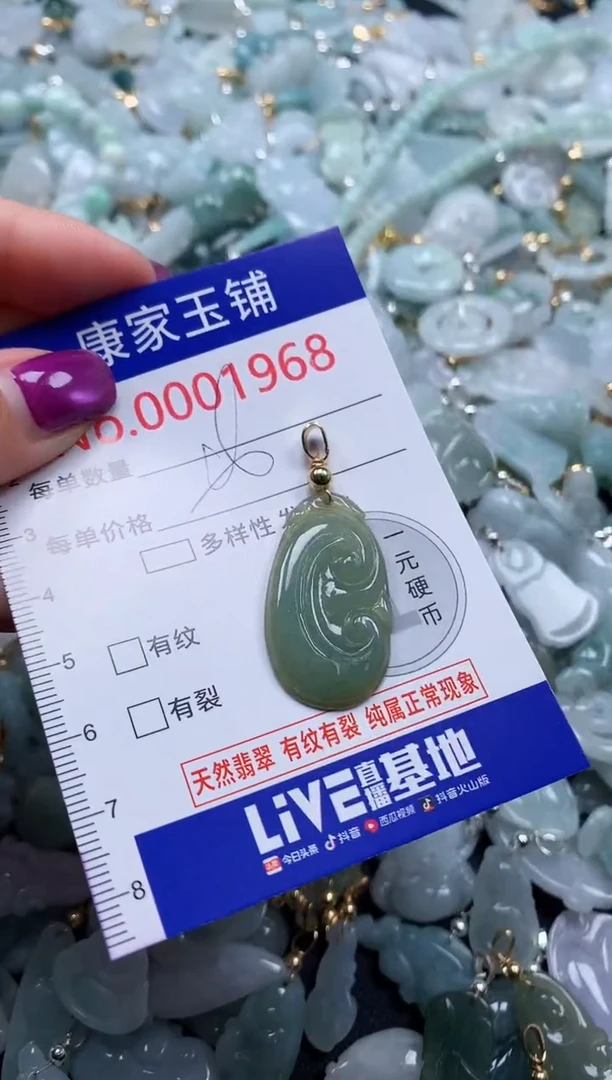 康家玉铺
No.0001968
每单数量
每单价格
多样性
有纹
有裂
一元硬币
天然翡翠 有纹有裂 纯属正常现象
LiVE直播基地
今日头条 抖音 西瓜视频 抖音火山版
3
4
5
6
7
8